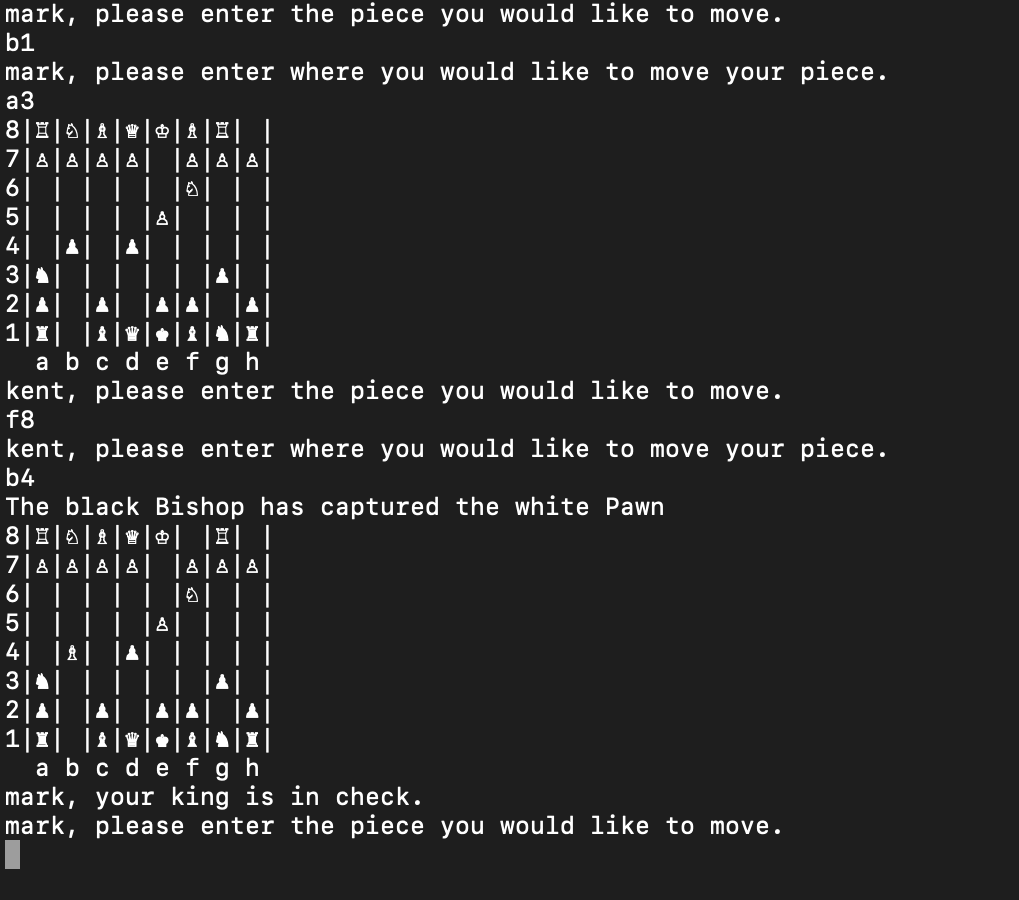 mark, please enter the piece you would like to move.
b1
mark, please enter where you would like to move your piece.
a3
8|♖|♘|♗|♛|♔|♗|♖| |
7|♙|♙|♙|♙| |♙|♙|♙|
6| | | | | |♘| | |
5| | | | |♙| | | |
4| |♟| |♟| | | | |
3|♞| | | | | |♟| |
2|♟| |♟| |♟|♟| |♟|
1|♜| |♝|♛|♚|♝|♞|♜|
  a b c d e f g h
kent, please enter the piece you would like to move.
f8
kent, please enter where you would like to move your piece.
b4
The black Bishop has captured the white Pawn
8|♖|♘|♗|♛|♔| |♖| |
7|♙|♙|♙|♙| |♙|♙|♙|
6| | | | | |♘| | |
5| | | | |♙| | | |
4| |♗| |♟| | | | |
3|♞| | | | | |♟| |
2|♟| |♟| |♟|♟| |♟|
1|♜| |♝|♛|♚|♝|♞|♜|
  a b c d e f g h
mark, your king is in check.
mark, please enter the piece you would like to move.